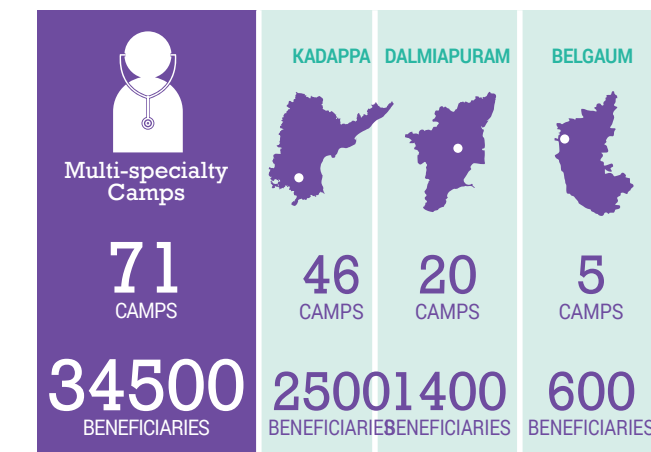 Multi-specialty
Camps
71
CAMPS
34500
BENEFICIARIES
KADAPPA
46
CAMPS
2500
BENEFICIARIES
DALMIAPURAM
20
CAMPS
1400
BENEFICIARIES
BELGAUM
5
CAMPS
600
BENEFICIARIES